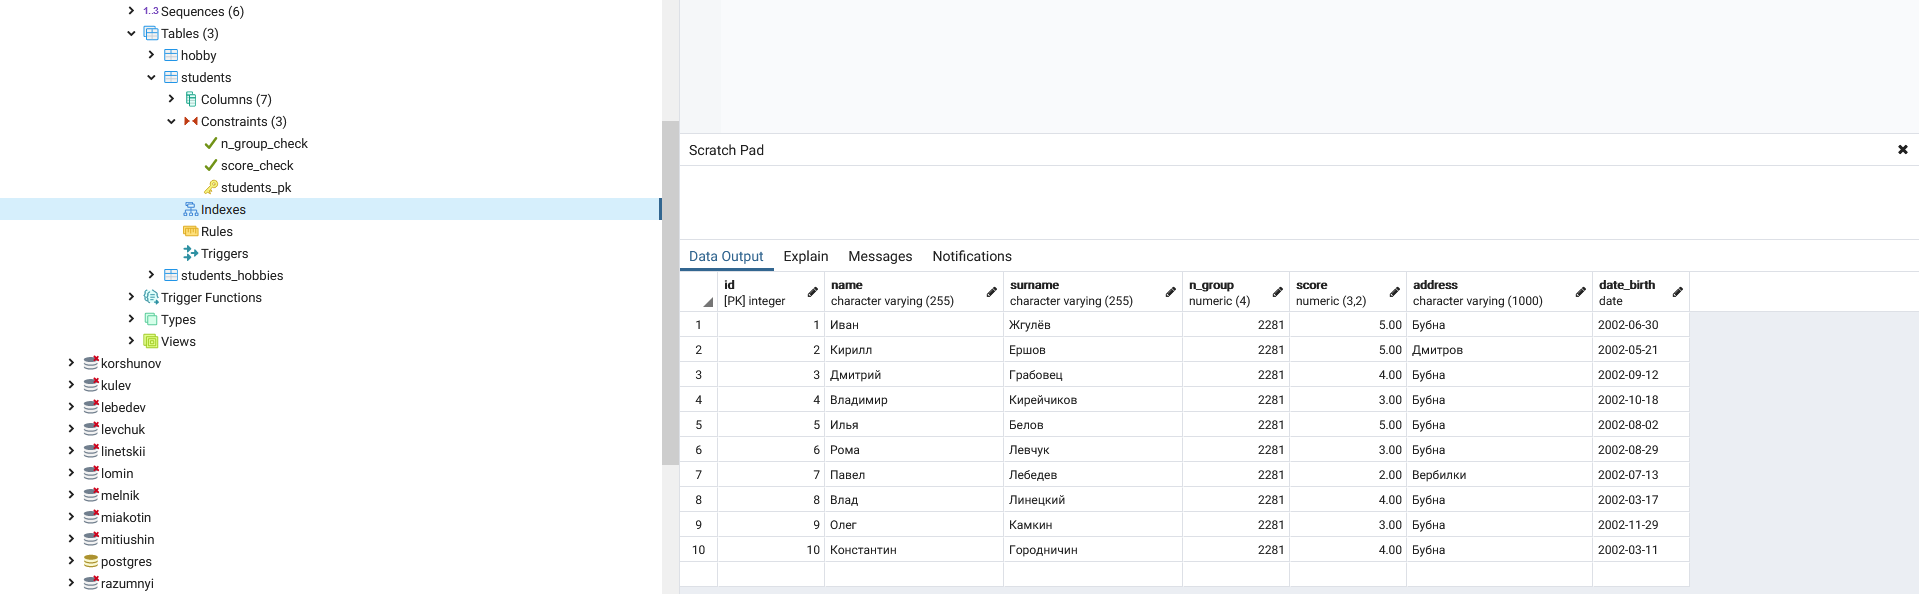 Sequences (6)
Tables (3)
hobby
students
Columns (7)
Constraints (3)
n_group_check
score_check
students_pk
Indexes
Rules
Triggers
students_hobbies
Trigger Functions
Types
Views
korshunov
kulev
lebedev
levchuk
linetskii
lomin
melnik
miakotin
mitiushin
postgres
razumnyi
Scratch Pad
Data Output Explain Messages Notifications
id name surname n_group score address date_birth
[PK] integer character varying (255) character varying (255) numeric (4) numeric (3,2) character varying (1000) date
1 1 Иван Жгулёв 2281 5.00 Бубна 2002-06-30
2 2 Кирилл Ершов 2281 5.00 Дмитров 2002-05-21
3 3 Дмитрий Грабовец 2281 4.00 Бубна 2002-09-12
4 4 Владимир Кирейчиков 2281 3.00 Бубна 2002-10-18
5 5 Илья Белов 2281 5.00 Бубна 2002-08-02
6 6 Рома Левчук 2281 3.00 Бубна 2002-08-29
7 7 Павел Лебедев 2281 2.00 Вербилки 2002-07-13
8 8 Влад Линецкий 2281 4.00 Бубна 2002-03-17
9 9 Олег Камкин 2281 3.00 Бубна 2002-11-29
10 10 Константин Городничин 2281 4.00 Бубна 2002-03-11